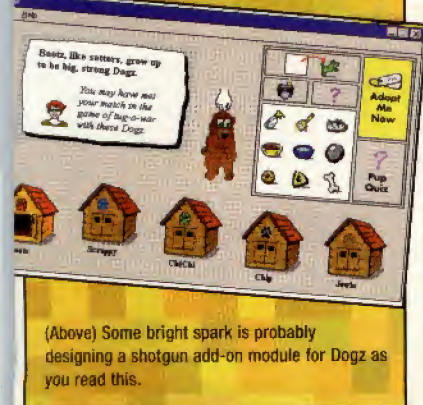 Help
Bootz, like setters, grow up
to be big, strong Dogz.
You may have met
your match in the
game of tug-o-war
with these Dogz.
Adopt
Me
Now
?
?
Pup
Quiz
Scrappy
ChiChi
Chip
(Above) Some bright spark is probably
designing a shotgun add-on module for Dogz as
you read this.